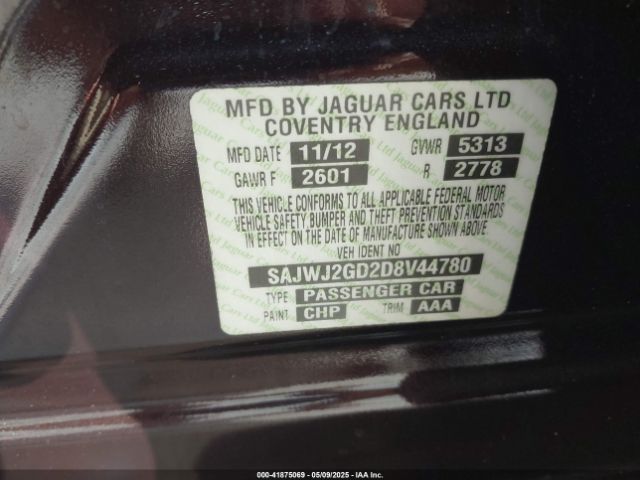 MFD BY JAGUAR CARS LTD
COVENTRY ENGLAND
MFD DATE 11/12 GVWR 5313
GAWR F 2601 R 2778
THIS VEHICLE CONFORMS TO ALL APPLICABLE FEDERAL MOTOR
VEHICLE SAFETY BUMPER AND THEFT PREVENTION STANDARDS
IN EFFECT ON THE DATE OF MANUFACTURE SHOWN ABOVE
VEH IDENT NO
SAJWJ2GD2D8V44780
TYPE PASSENGER CAR
PAINT CHP TRIM AAA
000-41875069 - 05/09/2025 - IAA Inc.